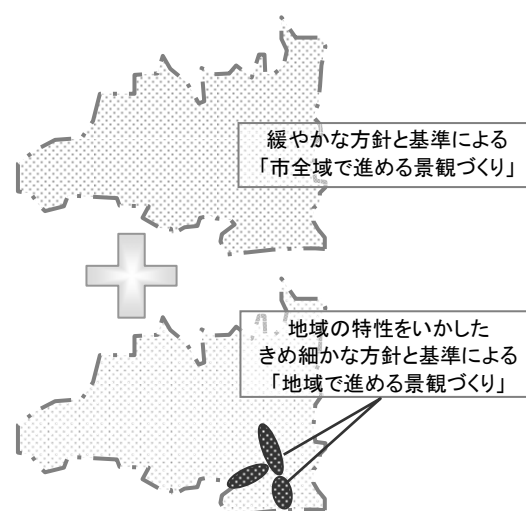 緩やかな方針と基準による
「市全域で進める景観づくり」
地域の特性をいかした
きめ細かな方針と基準による
「地域で進める景観づくり」